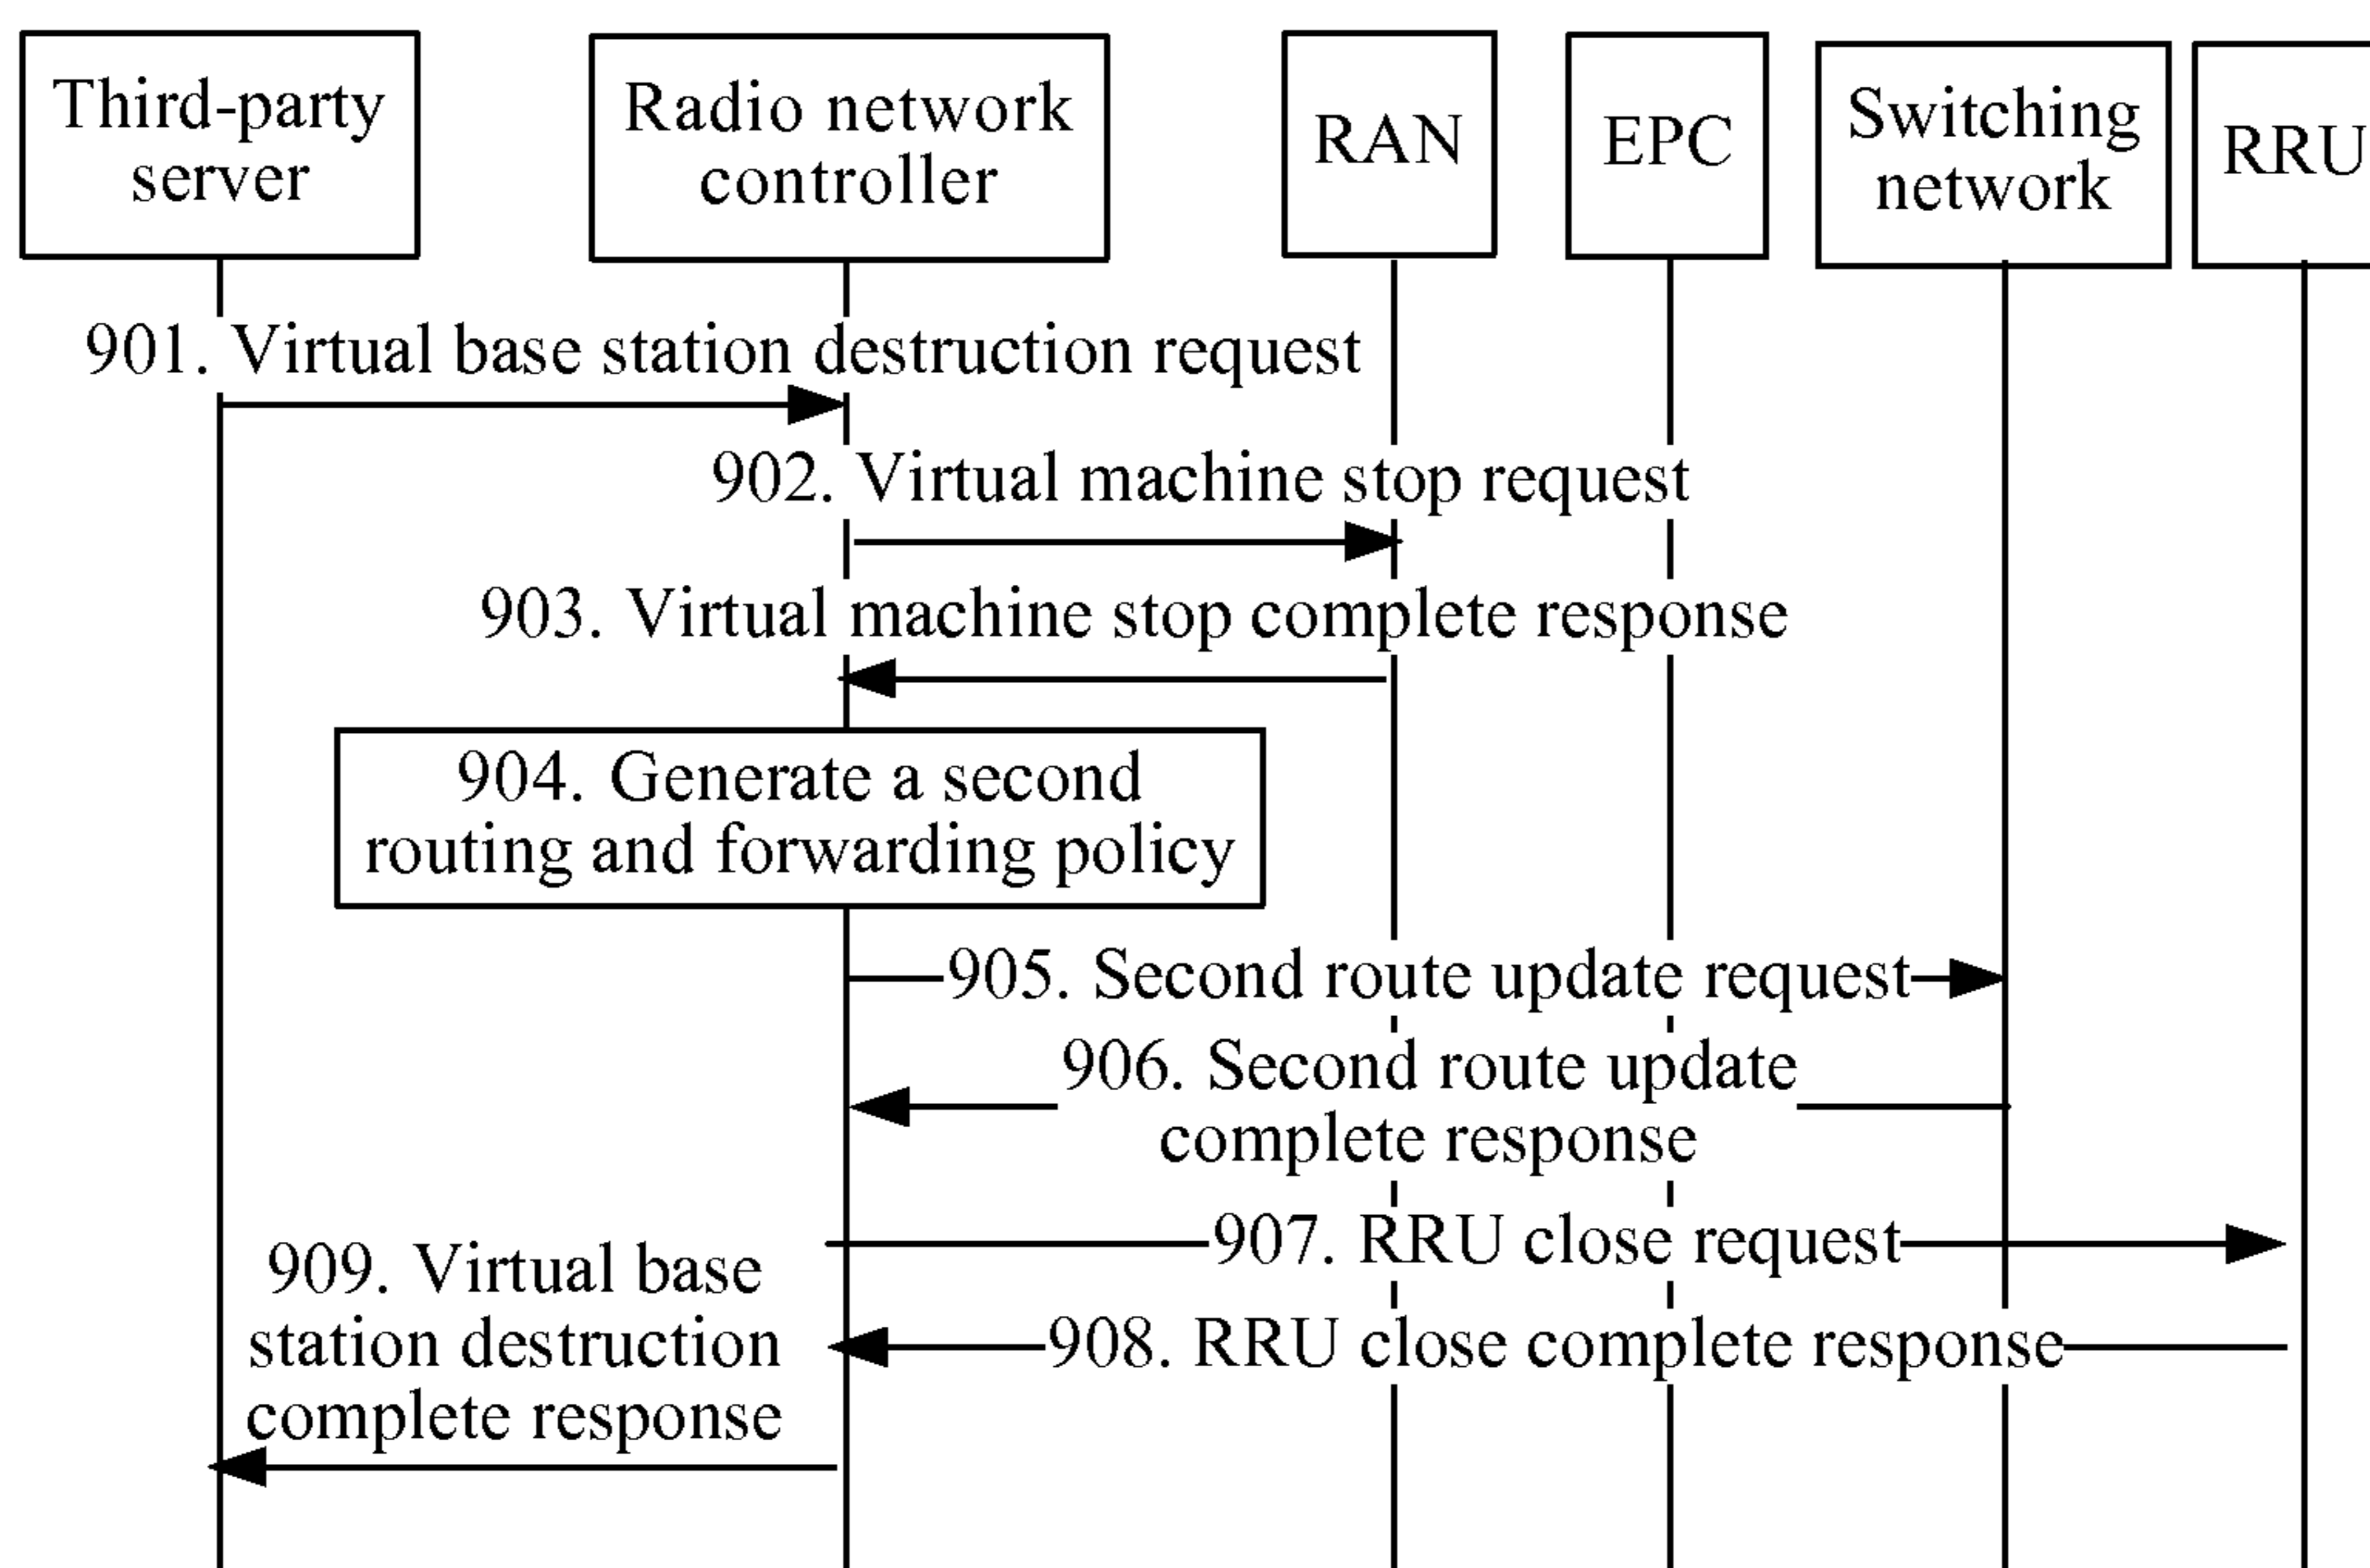 Third-party
server
Radio network
controller
RAN
EPC
Switching
network
RRU
901. Virtual base station destruction request
902. Virtual machine stop request
903. Virtual machine stop complete response
904. Generate a second
routing and forwarding policy
905. Second route update request
906. Second route update
complete response
907. RRU close request
908. RRU close complete response
909. Virtual base
station destruction
complete response